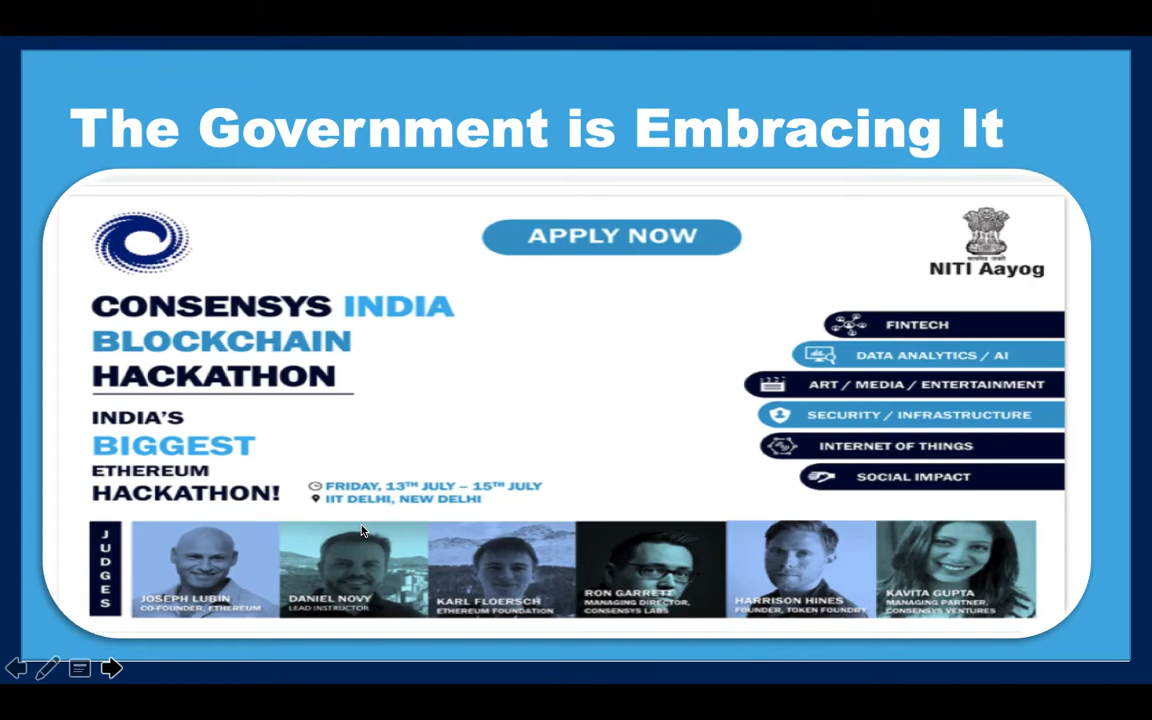 The Government is Embracing It
APPLY NOW
NITI Aayog
CONSENSYS INDIA
BLOCKCHAIN
HACKATHON
INDIA'S
BIGGEST
ETHEREUM
HACKATHON!
FRIDAY, 13TH JULY – 15TH JULY
IIT DELHI, NEW DELHI
FINTECH
DATA ANALYTICS / AI
ART / MEDIA / ENTERTAINMENT
SECURITY / INFRASTRUCTURE
INTERNET OF THINGS
SOCIAL IMPACT
JUDGES
JOSEPH LUBIN
CO-FOUNDER, ETHEREUM
DANIEL NOVY
LEAD INSTRUCTOR
KARL FLOERSCH
ETHEREUM FOUNDATION
RON GARRETT
MANAGING DIRECTOR,
CONSENSYS LABS
HARRISON HINES
FOUNDER, TOKEN FOUNDRY
KAVITA GUPTA
MANAGING PARTNER,
CONSENSYS VENTURES